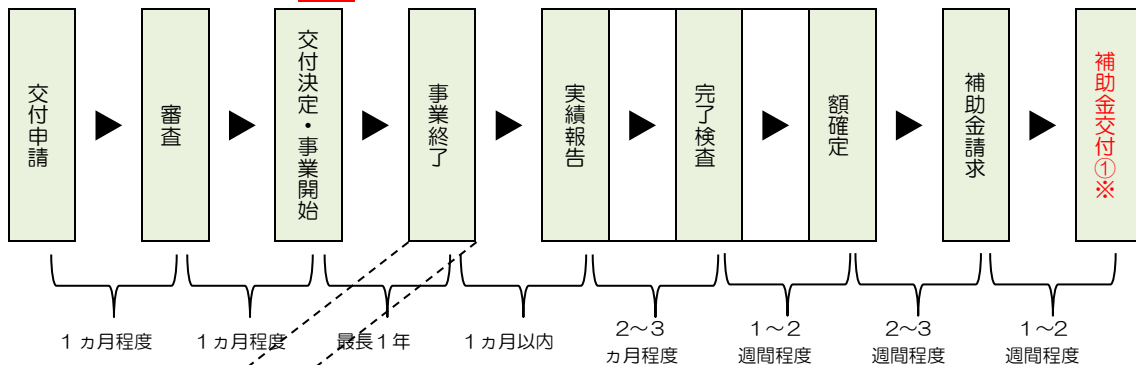 交付申請
審査
交付決定・事業開始
事業終了
実績報告
完了検査
額確定
補助金請求
補助金交付①※
１ヵ月程度
１ヵ月程度
最長１年
１ヵ月以内
２～３
ヵ月程度
１～２
週間程度
２～３
週間程度
１～２
週間程度